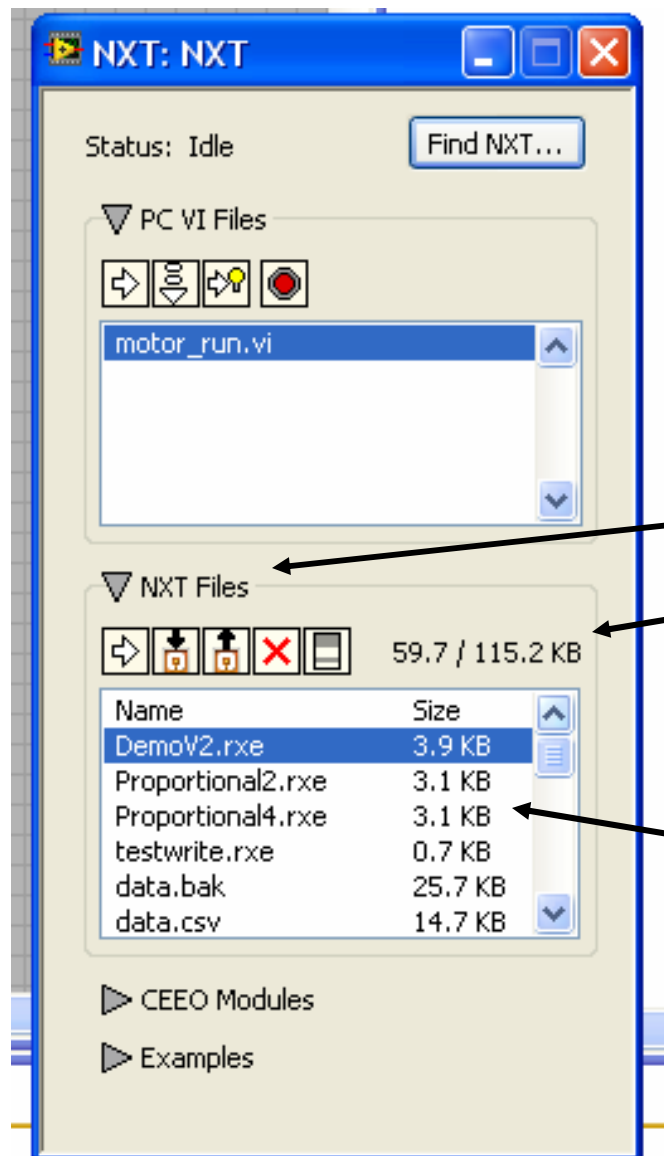 NXT: NXT
Status: Idle Find NXT...
PC VI Files
motor_run.vi
NXT Files
59.7 / 115.2 KB
Name Size
DemoV2.rxe 3.9 KB
Proportional2.rxe 3.1 KB
Proportional4.rxe 3.1 KB
testwrite.rxe 0.7 KB
data.bak 25.7 KB
data.csv 14.7 KB
CEEO Modules
Examples